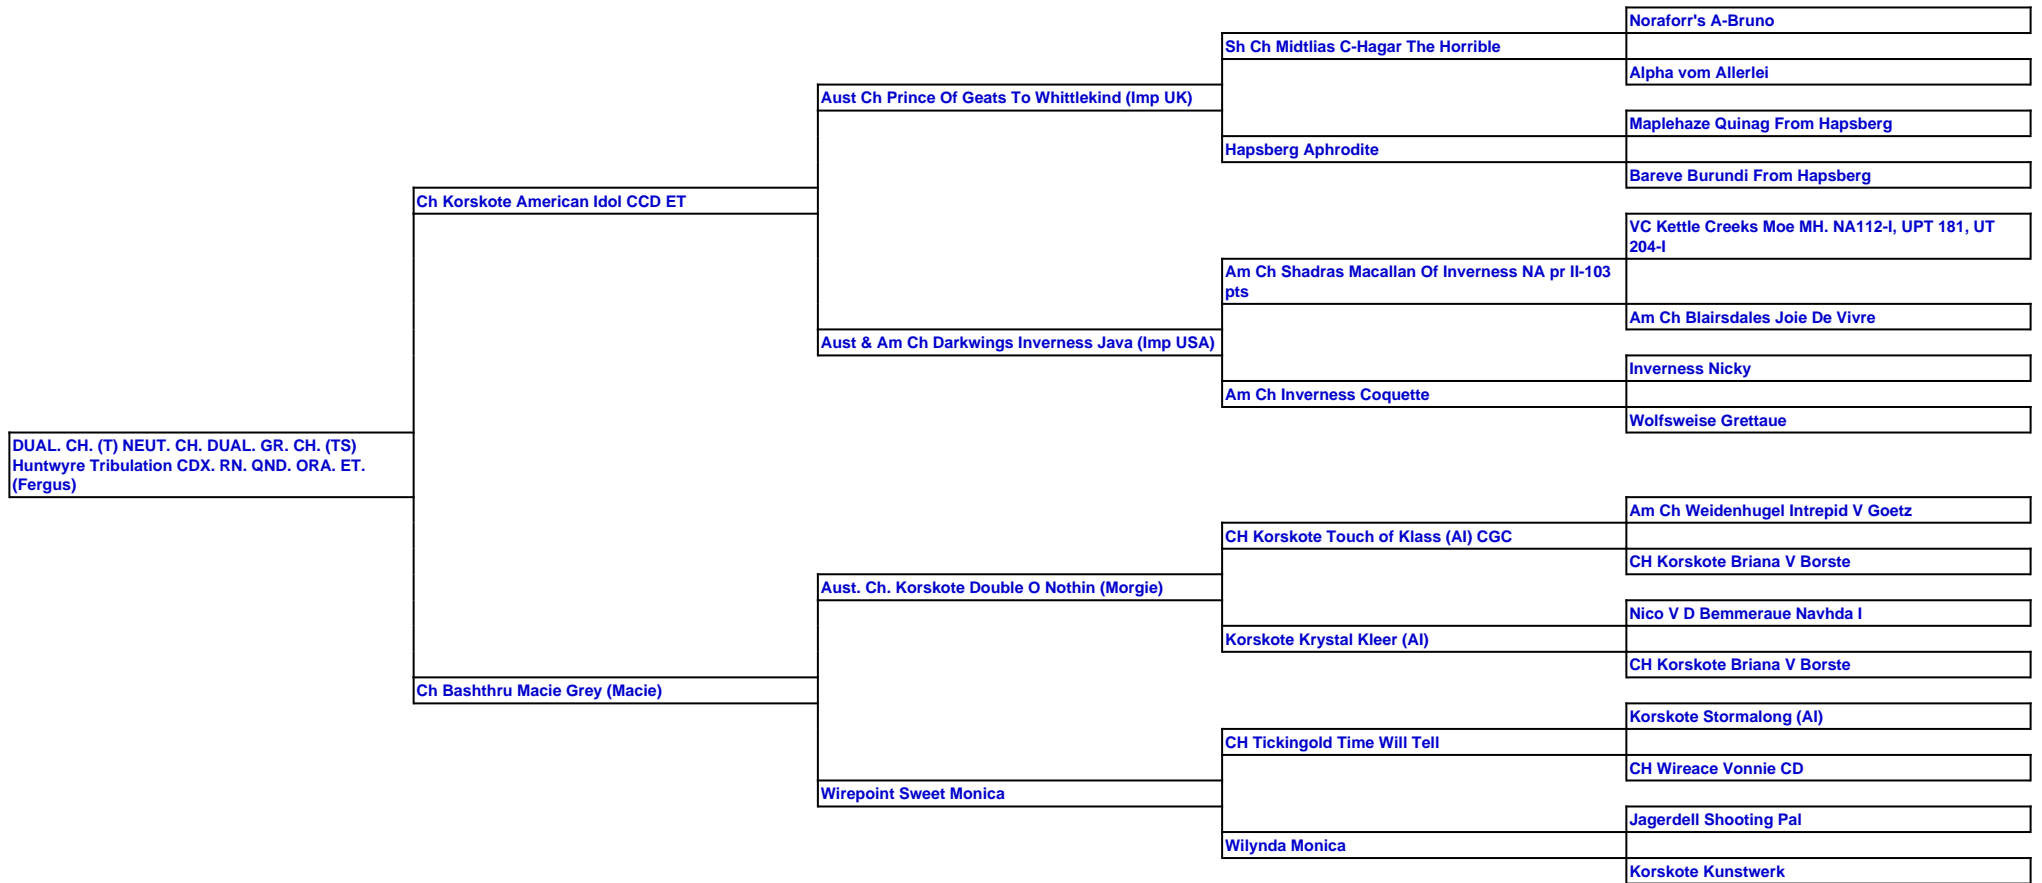 Noraforr's A-Bruno
Sh Ch Midtlias C-Hagar The Horrible
Alpha vom Allerlei
Aust Ch Prince Of Geats To Whittlekind (Imp UK)
Maplehaze Quinag From Hapsberg
Hapsberg Aphrodite
Bareve Burundi From Hapsberg
Ch Korskote American Idol CCD ET
VC Kettle Creeks Moe MH. NA112-I, UPT 181, UT
204-I
Am Ch Shadras Macallan Of Inverness NA pr II-103
pts
Am Ch Blairsdales Joie De Vivre
Aust & Am Ch Darkwings Inverness Java (Imp USA)
Inverness Nicky
Am Ch Inverness Coquette
Wolfsweise Grettaue
DUAL. CH. (T) NEUT. CH. DUAL. GR. CH. (TS)
Huntwyre Tribulation CDX. RN. QND. ORA. ET.
(Fergus)
Am Ch Weidenhugel Intrepid V Goetz
CH Korskote Touch of Klass (AI) CGC
CH Korskote Briana V Borste
Aust. Ch. Korskote Double O Nothin (Morgie)
Nico V D Bemmeraue Navhda I
Korskote Krystal Kleer (AI)
CH Korskote Briana V Borste
Ch Bashthru Macie Grey (Macie)
Korskote Stormalong (AI)
CH Tickingold Time Will Tell
CH Wireace Vonnie CD
Wirepoint Sweet Monica
Jagerdell Shooting Pal
Wilynda Monica
Korskote Kunstwerk